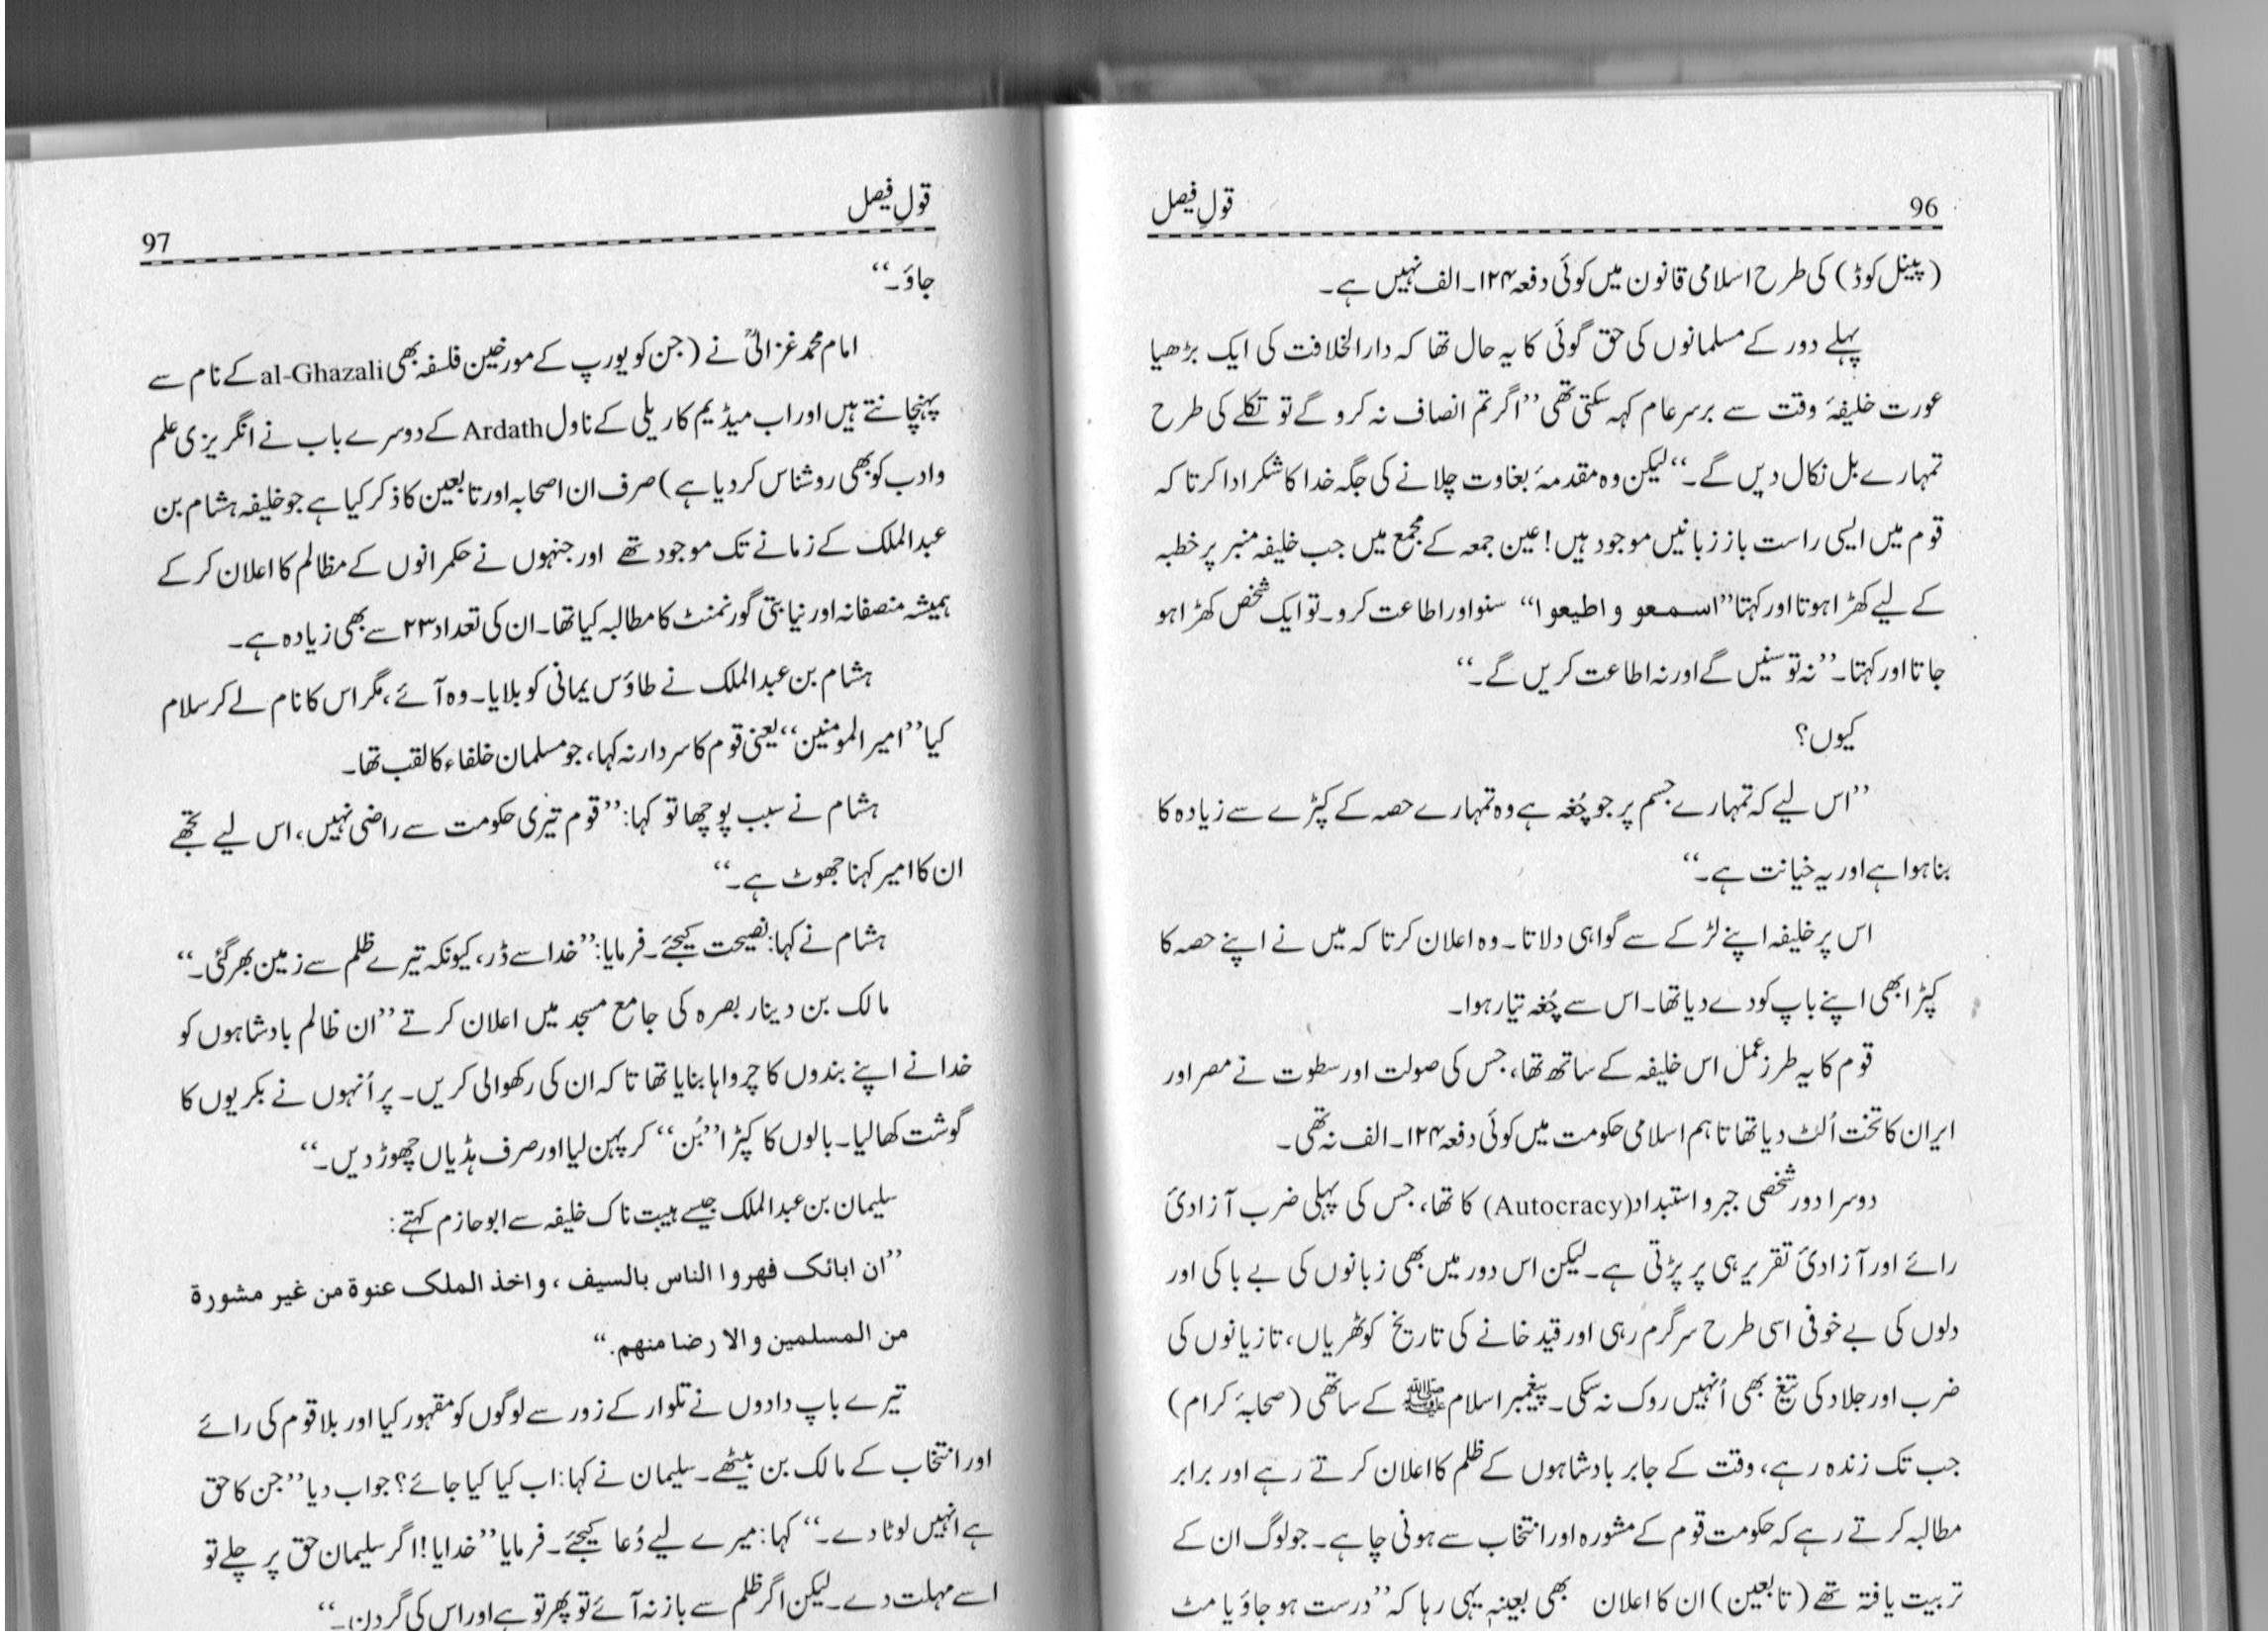 96
قولِ فیصل
(پینل کوڈ) کی طرح اسلامی قانون میں کوئی دفعہ ۱۲۴۔الف نہیں ہے۔
پہلے دور کے مسلمانوں کی حق گوئی کا یہ حال تھا کہ دارالخلافت کی ایک بڑھیا
عورت خلیفۂ وقت سے برسرعام کہہ سکتی تھی ’’اگر تم انصاف نہ کرو گے تو تکلے کی طرح
تمہارے بل نکال دیں گے۔‘‘ لیکن وہ مقدمۂ بغاوت چلانے کی جگہ خدا کا شکر ادا کرتا کہ
قوم میں ایسی راست باز زبانیں موجود ہیں! عین جمعہ کے مجمع میں جب خلیفہ منبر پر خطبہ
کے لیے کھڑا ہوتا اور کہتا ’’اسمعو و اطیعوا‘‘ سنو اور اطاعت کرو۔ تو ایک شخص کھڑا ہو
جاتا اور کہتا۔ ’’نہ تو سنیں گے اور نہ اطاعت کریں گے۔‘‘
کیوں؟
’’اس لیے کہ تمہارے جسم پر جو چُغہ ہے وہ تمہارے حصہ کے کپڑے سے زیادہ کا
بنا ہوا ہے اور یہ خیانت ہے۔‘‘
اس پر خلیفہ اپنے لڑکے سے گواہی دلاتا۔ وہ اعلان کرتا کہ میں نے اپنے حصہ کا
کپڑا بھی اپنے باپ کو دے دیا تھا۔ اس سے چُغہ تیار ہوا۔
قوم کا یہ طرز عمل اس خلیفہ کے ساتھ تھا، جس کی صولت اور سطوت نے مصر اور
ایران کا تخت اُلٹ دیا تھا تاہم اسلامی حکومت میں کوئی دفعہ ۱۲۴۔الف نہ تھی۔
دوسرا دور شخصی جبر و استبداد (Autocracy) کا تھا، جس کی پہلی ضرب آزادیٔ
رائے اور آزادیٔ تقریر ہی پر پڑتی ہے۔ لیکن اس دور میں بھی زبانوں کی بے باکی اور
دلوں کی بے خوفی اسی طرح سرگرم رہی اور قید خانے کی تاریخ کوٹھریاں، تازیانوں کی
ضرب اور جلاد کی تیغ بھی اُنہیں روک نہ سکی۔ پیغمبر اسلام ﷺ کے ساتھی (صحابۂ کرام)
جب تک زندہ رہے، وقت کے جابر بادشاہوں کے ظلم کا اعلان کرتے رہے اور برابر
مطالبہ کرتے رہے کہ حکومت قوم کے مشورہ اور انتخاب سے ہونی چاہے۔ جو لوگ ان کے
تربیت یافتہ تھے (تابعین) ان کا اعلان بھی بعینہٖ یہی رہا کہ ’’درست ہو جاؤ یا مٹ
قولِ فیصل
97
جاؤ۔‘‘
امام محمد غزالیؒ نے (جن کو یورپ کے مورخین فلسفہ بھی al-Ghazali کے نام سے
پہنچانتے ہیں اور اب میڈیم کاریلی کے ناول Ardath کے دوسرے باب نے انگریزی علم
و ادب کو بھی روشناس کر دیا ہے) صرف ان اصحابہ اور تابعین کا ذکر کیا ہے جو خلیفہ ہشام بن
عبدالملک کے زمانے تک موجود تھے اور جنہوں نے حکمرانوں کے مظالم کا اعلان کر کے
ہمیشہ منصفانہ اور نیابتی گورنمنٹ کا مطالبہ کیا تھا۔ ان کی تعداد ۲۳ سے بھی زیادہ ہے۔
ہشام بن عبدالملک نے طاؤس یمانی کو بلایا۔ وہ آئے، مگر اس کا نام لے کر سلام
کیا ’’امیر المومنین‘‘ یعنی قوم کا سردار نہ کہا، جو مسلمان خلفاء کا لقب تھا۔
ہشام نے سبب پوچھا تو کہا: ’’قوم تیری حکومت سے راضی نہیں، اس لیے تجھے
ان کا امیر کہنا جھوٹ ہے۔‘‘
ہشام نے کہا: نصیحت کیجئے۔ فرمایا: ’’خدا سے ڈر، کیونکہ تیرے ظلم سے زمین بھر گئی۔‘‘
مالک بن دینار بصرہ کی جامع مسجد میں اعلان کرتے ’’ان ظالم بادشاہوں کو
خدا نے اپنے بندوں کا چرواہا بنایا تھا تاکہ ان کی رکھوالی کریں۔ پر اُنہوں نے بکریوں کا
گوشت کھا لیا۔ بالوں کا کپڑا ’’بُن‘‘ کر پہن لیا اور صرف ہڈیاں چھوڑ دیں۔‘‘
سلیمان بن عبدالملک جیسے ہیبت ناک خلیفہ سے ابو حازم کہتے:
’’ان ابائک فھروا الناس بالسیف ، واخذ الملک عنوة من غیر مشورة
من المسلمین والا رضا منھم.‘‘
تیرے باپ دادوں نے تلوار کے زور سے لوگوں کو مقہور کیا اور بلا قوم کی رائے
اور انتخاب کے مالک بن بیٹھے۔ سلیمان نے کہا: اب کیا کیا جائے؟ جواب دیا ’’جن کا حق
ہے انہیں لوٹا دے۔‘‘ کہا: میرے لیے دُعا کیجئے۔ فرمایا ’’خدایا! اگر سلیمان حق پر چلے تو
اسے مہلت دے۔ لیکن اگر ظلم سے باز نہ آئے تو پھر تو ہے اور اس کی گردن۔‘‘